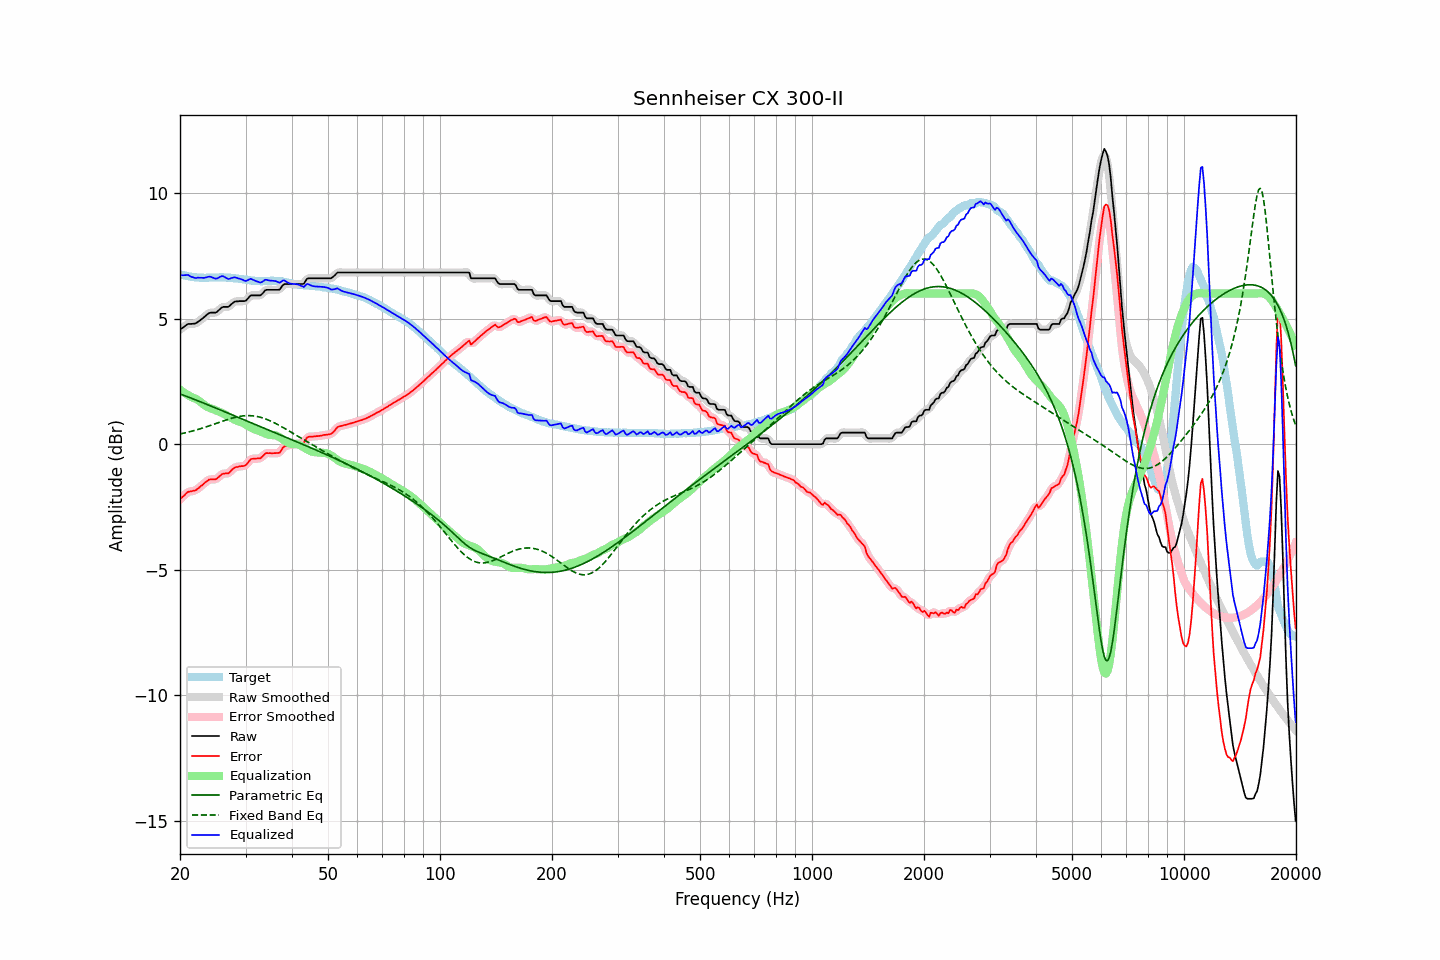 Sennheiser CX 300-II
Amplitude (dBr)
10
5
0
−5
−10
−15
Target
Raw Smoothed
Error Smoothed
Raw
Error
Equalization
Parametric Eq
Fixed Band Eq
Equalized
20 50 100 200 500 1000 2000 5000 10000 20000
Frequency (Hz)